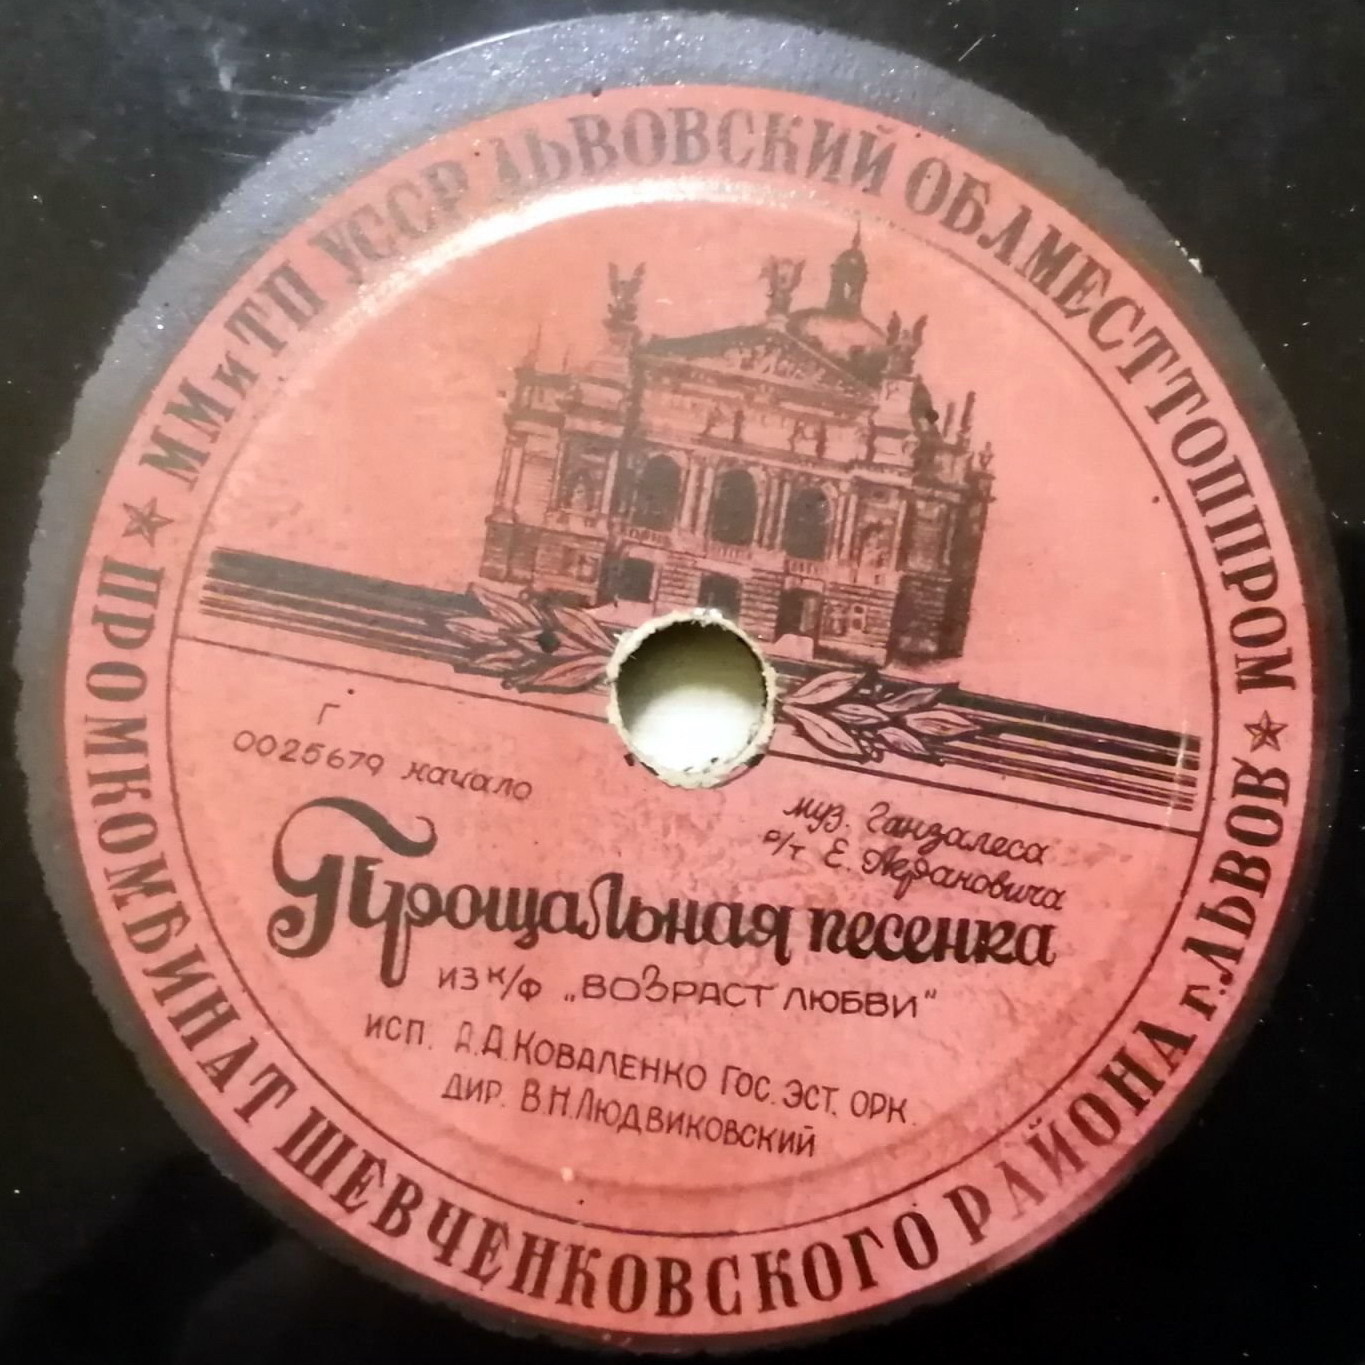 ММиТП УССР ЛЬВОВСКИЙ ОБЛМЕСТТОППРОМ
Г
0025679 начало
муз. Ганзалеса
р/т Е. Аграновича
Прощальная песенка
ИЗ К/Ф „ВОЗРАСТ ЛЮБВИ"
ИСП. Д.Д. КОВАЛЕНКО ГОС. ЭСТ. ОРК.
ДИР. В.Н. ЛЮДВИКОВСКИЙ
ПРОМКОМБИНАТ ШЕВЧЕНКОВСКОГО РАЙОНА г. ЛЬВОВ